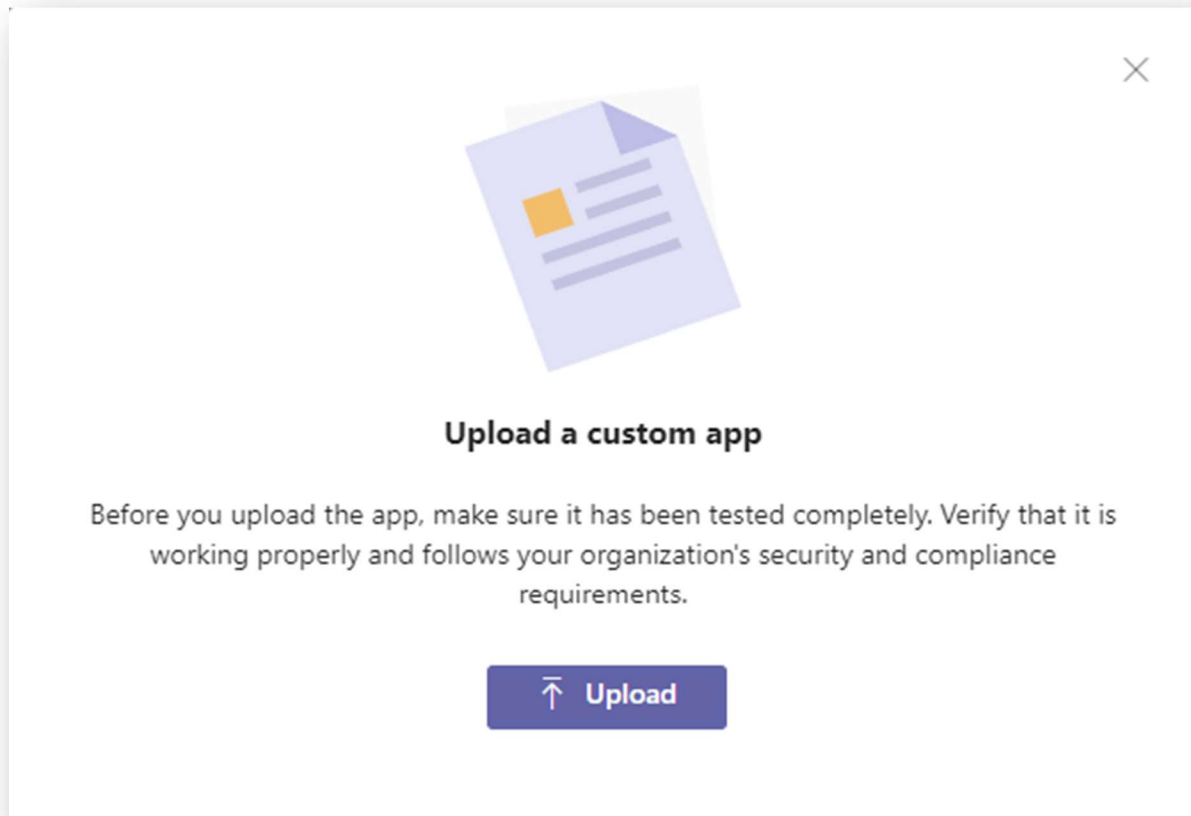 Upload a custom app
Before you upload the app, make sure it has been tested completely. Verify that it is
working properly and follows your organization's security and compliance
requirements.
Upload